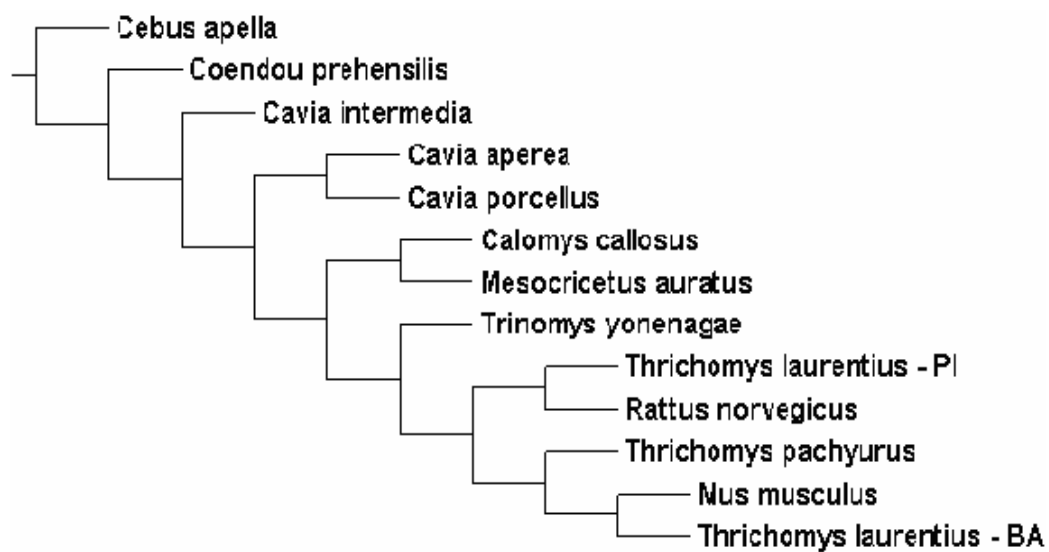 Cebus apella
Coendou prehensilis
Cavia intermedia
Cavia aperea
Cavia porcellus
Calomys callosus
Mesocricetus auratus
Trinomys yonenagae
Thrichomys laurentius - PI
Rattus norvegicus
Thrichomys pachyurus
Mus musculus
Thrichomys laurentius - BA